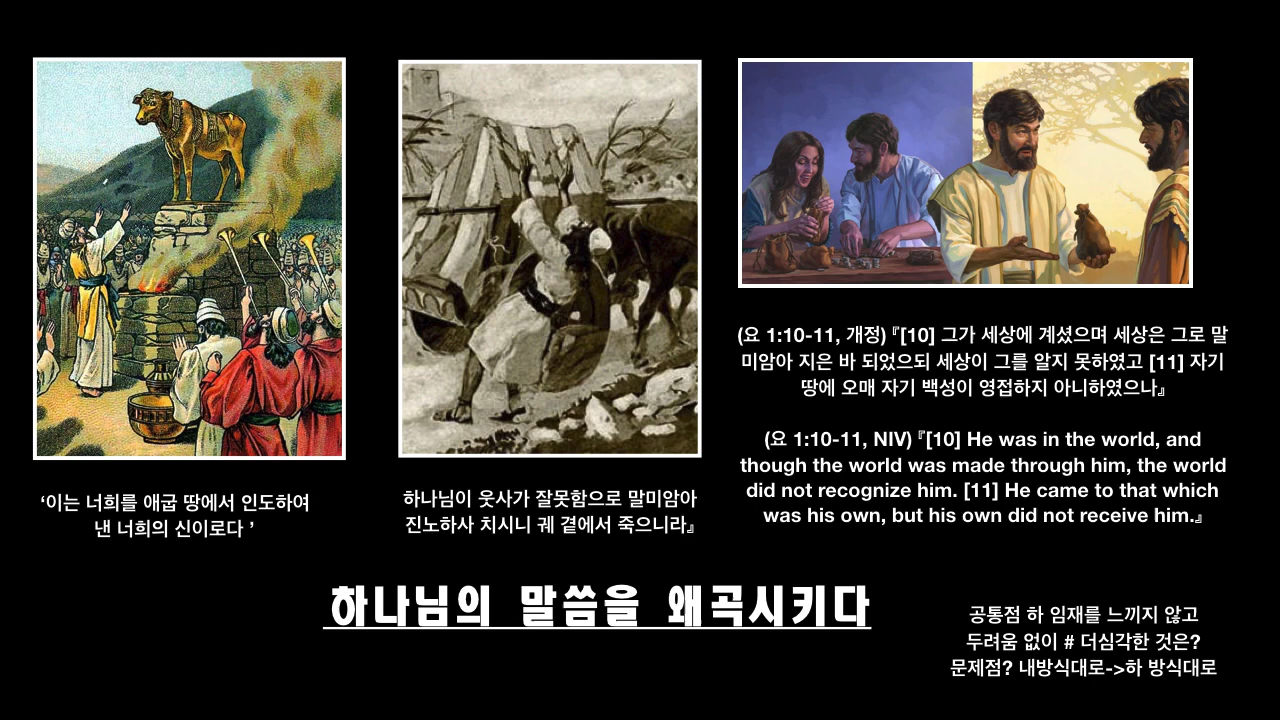 ‘이는 너희를 애굽 땅에서 인도하여
낸 너희의 신이로다 ’
하나님이 웃사가 잘못함으로 말미암아
진노하사 치시니 궤 곁에서 죽으니라』
(요 1:10-11, 개정) 『[10] 그가 세상에 계셨으며 세상은 그로 말
미암아 지은 바 되었으되 세상이 그를 알지 못하였고 [11] 자기
땅에 오매 자기 백성이 영접하지 아니하였으나』
(요 1:10-11, NIV) 『[10] He was in the world, and
though the world was made through him, the world
did not recognize him. [11] He came to that which
was his own, but his own did not receive him.』
하나님의 말씀을 왜곡시키다
공통점 하 임재를 느끼지 않고
두려움 없이 # 더심각한 것은?
문제점? 내방식대로->하 방식대로